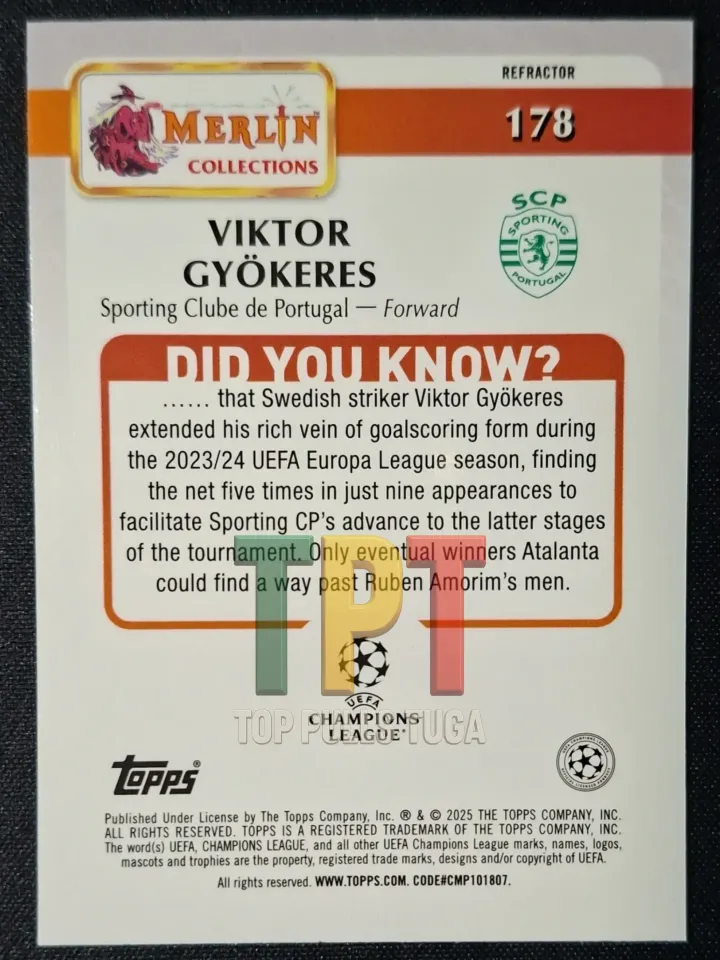 REFRACTOR
MERLIN™
COLLECTIONS
178
VIKTOR
GYÖKERES
Sporting Clube de Portugal — Forward
SCP
SPORTING
PORTUGAL
DID YOU KNOW?
...... that Swedish striker Viktor Gyökeres
extended his rich vein of goalscoring form during
the 2023/24 UEFA Europa League season, finding
the net five times in just nine appearances to
facilitate Sporting CP's advance to the latter stages
of the tournament. Only eventual winners Atalanta
could find a way past Ruben Amorim's men.
TPT
TOP PULLS TUGA
UEFA
CHAMPIONS
LEAGUE®
Topps®
Published Under License by The Topps Company, Inc. ® & © 2025 THE TOPPS COMPANY, INC.
ALL RIGHTS RESERVED. TOPPS IS A REGISTERED TRADEMARK OF THE TOPPS COMPANY, INC.
The word(s) UEFA, CHAMPIONS LEAGUE, and all other UEFA Champions League marks, names, logos,
mascots and trophies are the property, registered trade marks, designs and/or copyright of UEFA.
All rights reserved. WWW.TOPPS.COM. CODE#CMP101807.